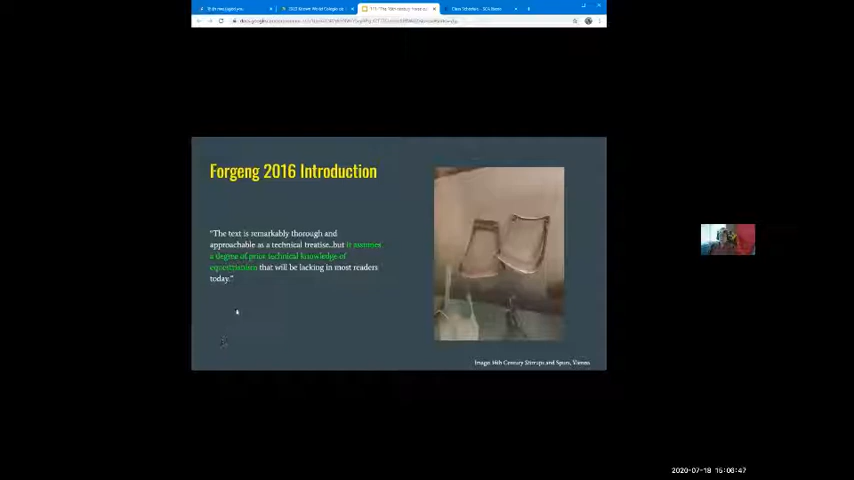 Forgeng 2016 Introduction
"The text is remarkably thorough and
approachable as a technical treatise...but it assumes
a degree of prior technical knowledge of
equestrianism that will be lacking in most readers
today."
Image: 16th Century Stirrups and Spurs, Vienna
2020-07-18 15:06:47